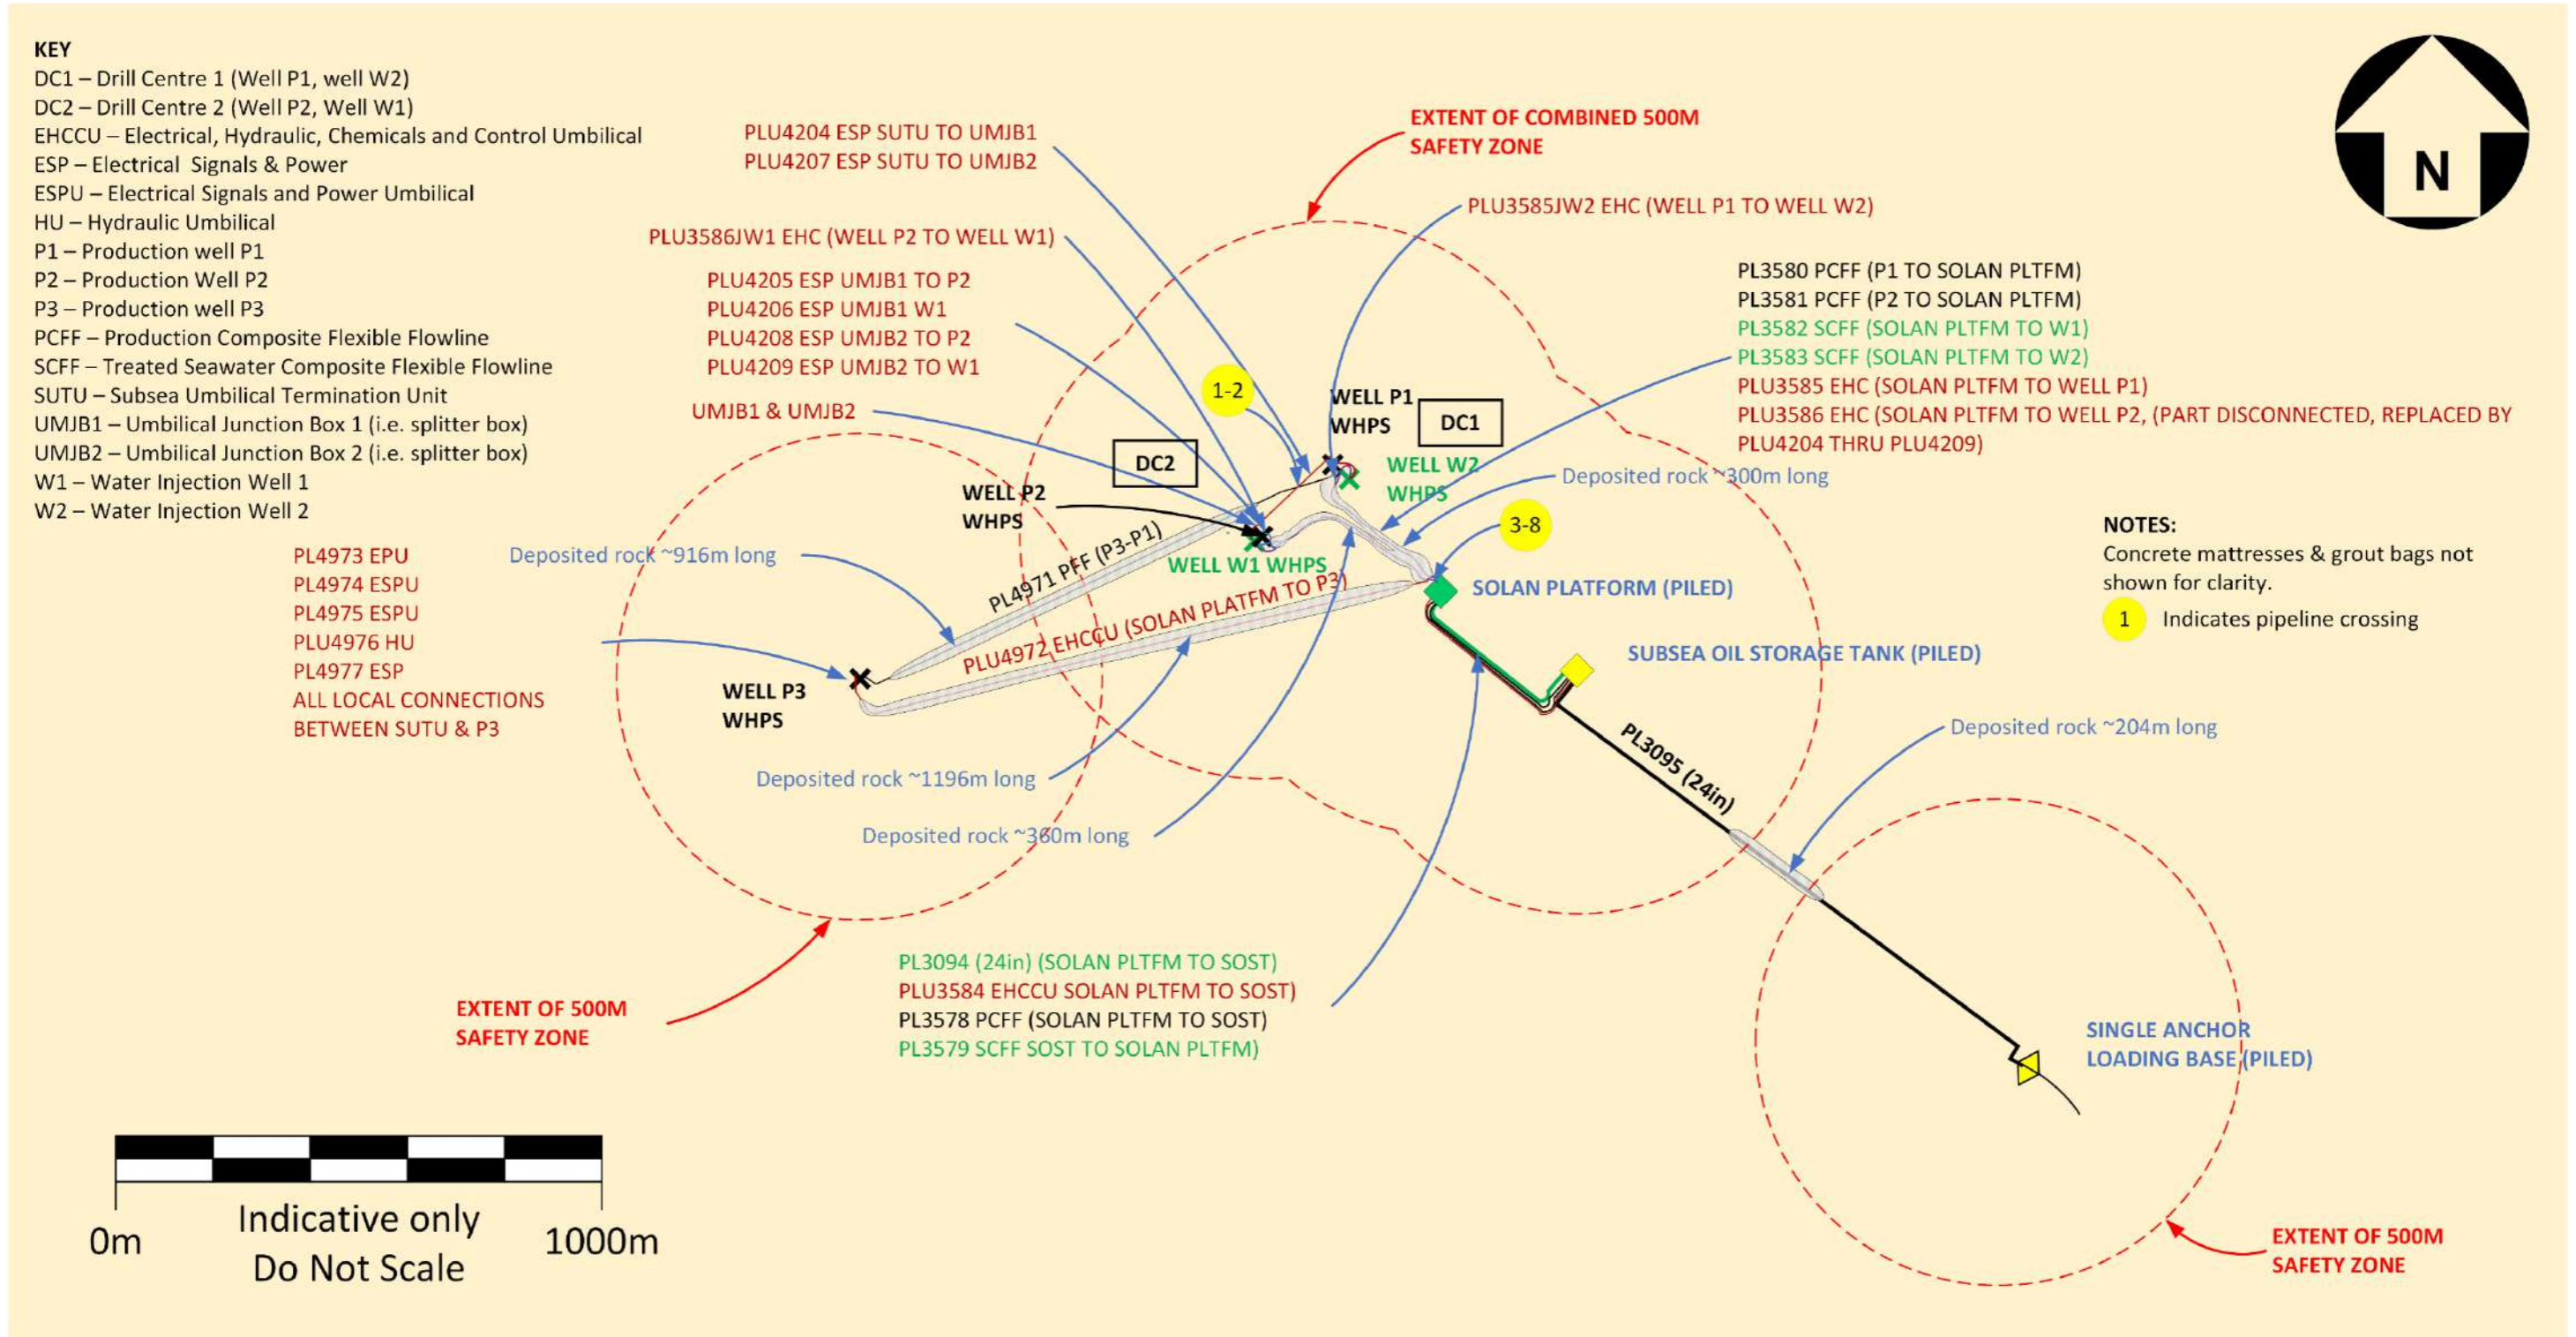 KEY
DC1 – Drill Centre 1 (Well P1, well W2)
DC2 – Drill Centre 2 (Well P2, Well W1)
EHCCU – Electrical, Hydraulic, Chemicals and Control Umbilical
ESP – Electrical Signals & Power
ESPU – Electrical Signals and Power Umbilical
HU – Hydraulic Umbilical
P1 – Production well P1
P2 – Production Well P2
P3 – Production well P3
PCFF – Production Composite Flexible Flowline
SCFF – Treated Seawater Composite Flexible Flowline
SUTU – Subsea Umbilical Termination Unit
UMJB1 – Umbilical Junction Box 1 (i.e. splitter box)
UMJB2 – Umbilical Junction Box 2 (i.e. splitter box)
W1 – Water Injection Well 1
W2 – Water Injection Well 2
PLU4204 ESP SUTU TO UMJB1
PLU4207 ESP SUTU TO UMJB2
PLU3586JW1 EHC (WELL P2 TO WELL W1)
PLU4205 ESP UMJB1 TO P2
PLU4206 ESP UMJB1 W1
PLU4208 ESP UMJB2 TO P2
PLU4209 ESP UMJB2 TO W1
UMJB1 & UMJB2
EXTENT OF COMBINED 500M
SAFETY ZONE
PLU3585JW2 EHC (WELL P1 TO WELL W2)
N
PL3580 PCFF (P1 TO SOLAN PLTFM)
PL3581 PCFF (P2 TO SOLAN PLTFM)
PL3582 SCFF (SOLAN PLTFM TO W1)
PL3583 SCFF (SOLAN PLTFM TO W2)
PLU3585 EHC (SOLAN PLTFM TO WELL P1)
PLU3586 EHC (SOLAN PLTFM TO WELL P2, (PART DISCONNECTED, REPLACED BY
PLU4204 THRU PLU4209)
1-2
WELL P1
WHPS
DC1
DC2
WELL W2
WHPS
Deposited rock ~300m long
WELL P2
WHPS
3-8
WELL W1 WHPS
NOTES:
Concrete mattresses & grout bags not
shown for clarity.
1 Indicates pipeline crossing
PL4973 EPU
PL4974 ESPU
PL4975 ESPU
PLU4976 HU
PL4977 ESP
ALL LOCAL CONNECTIONS
BETWEEN SUTU & P3
Deposited rock ~916m long
PL4971 PFF (P3-P1)
PLU4972 EHCCU (SOLAN PLATFM TO P3)
SOLAN PLATFORM (PILED)
SUBSEA OIL STORAGE TANK (PILED)
WELL P3
WHPS
PL3095 (24in)
Deposited rock ~204m long
Deposited rock ~1196m long
Deposited rock ~360m long
PL3094 (24in) (SOLAN PLTFM TO SOST)
PLU3584 EHCCU SOLAN PLTFM TO SOST)
PL3578 PCFF (SOLAN PLTFM TO SOST)
PL3579 SCFF SOST TO SOLAN PLTFM)
EXTENT OF 500M
SAFETY ZONE
SINGLE ANCHOR
LOADING BASE (PILED)
0m
Indicative only
Do Not Scale
1000m
EXTENT OF 500M
SAFETY ZONE